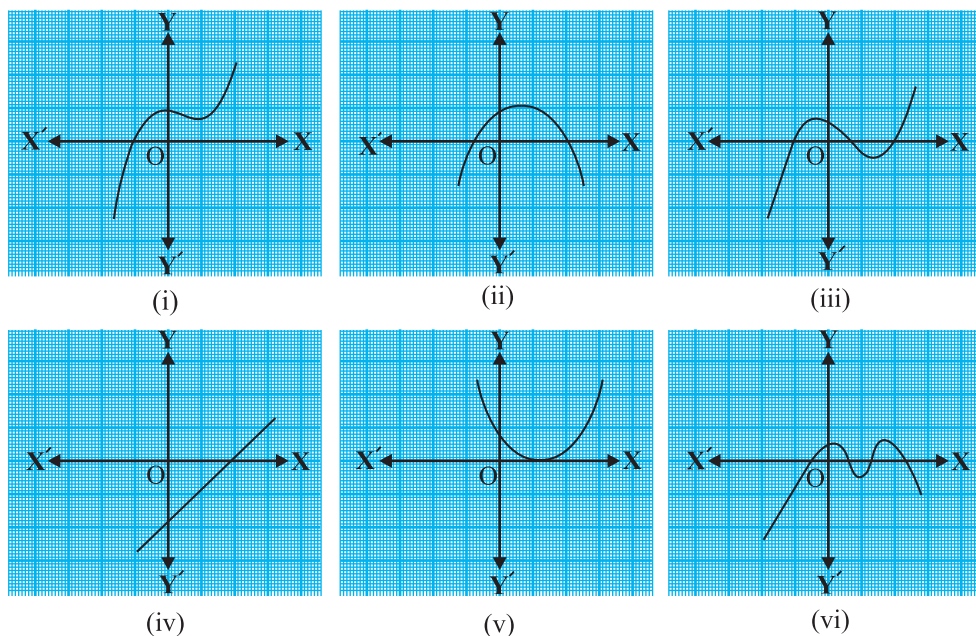 Y Y Y
X′ O X X′ O X X′ O X
Y′ Y′ Y′
(i) (ii) (iii)
Y Y Y
X′ O X X′ O X X′ O X
Y′ Y′ Y′
(iv) (v) (vi)